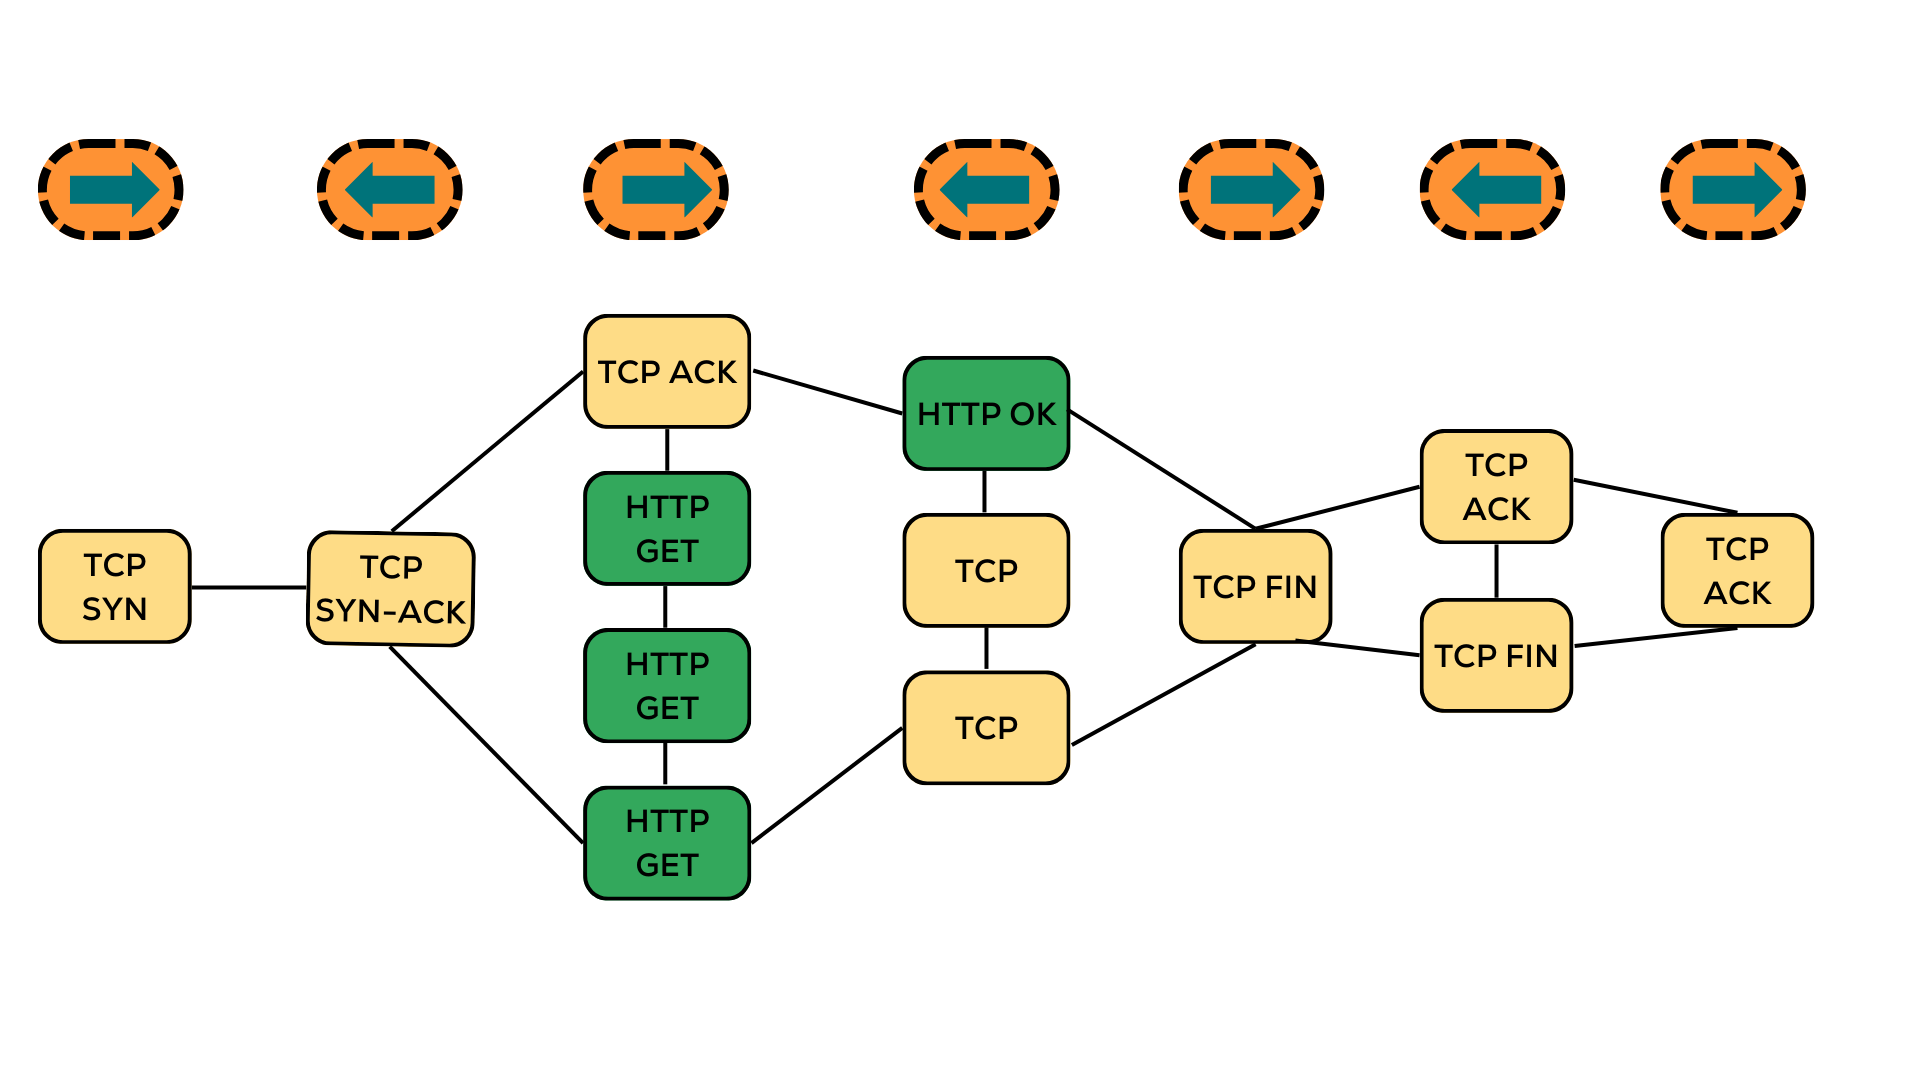 TCP
SYN
TCP
SYN-ACK
TCP ACK
HTTP
GET
HTTP
GET
HTTP
GET
HTTP OK
TCP
TCP
TCP FIN
TCP
ACK
TCP FIN
TCP
ACK